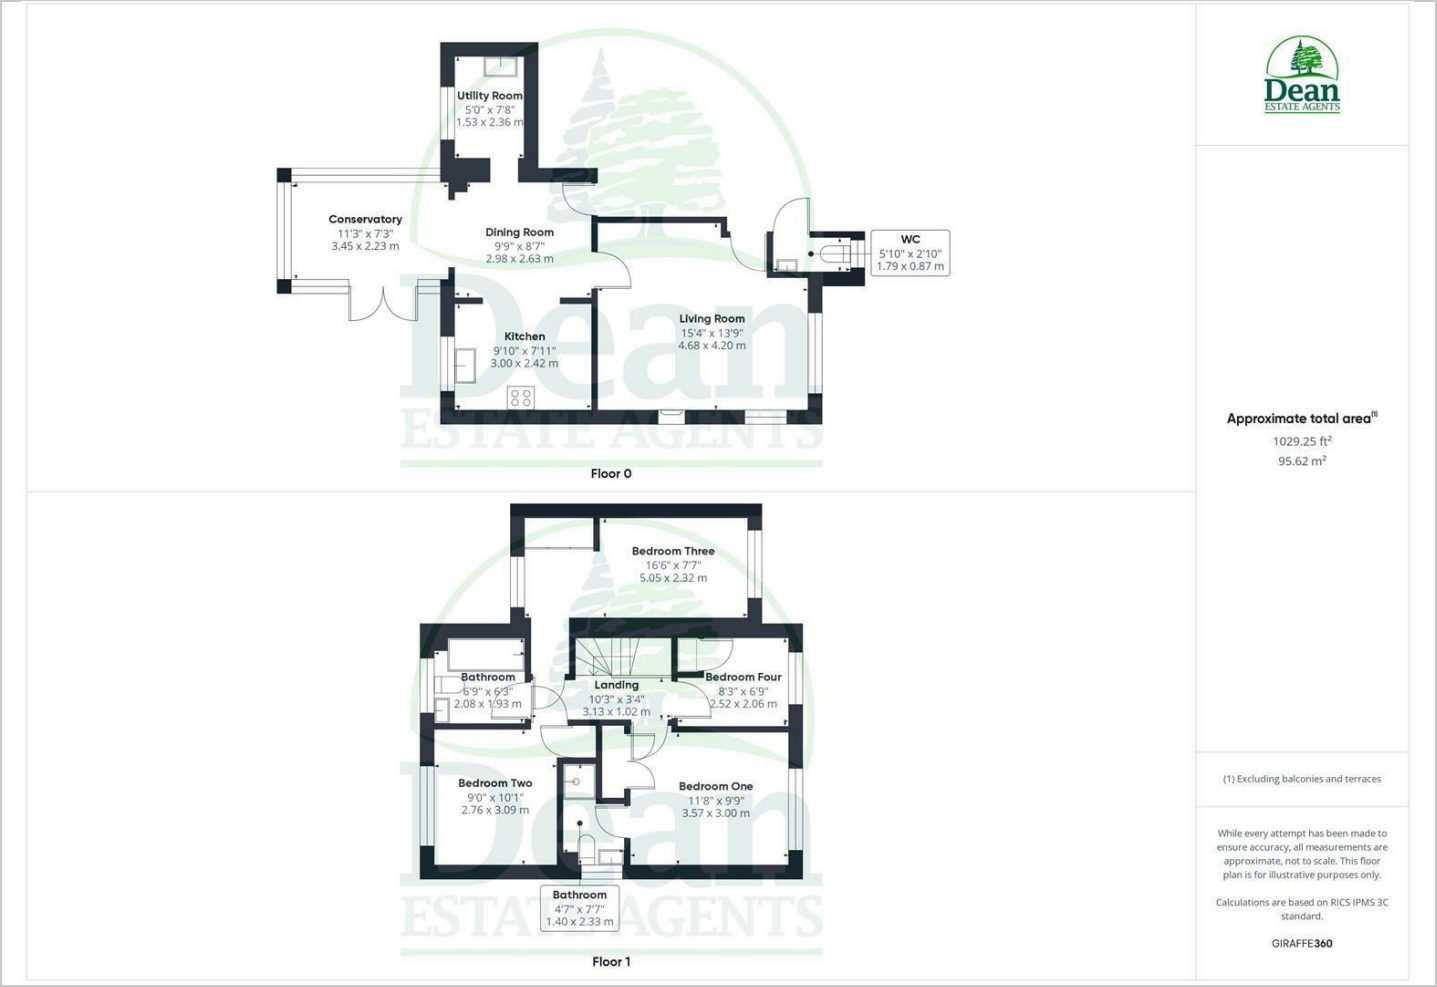 Utility Room
5'0" x 7'8"
1.53 x 2.36 m
Conservatory
11'3" x 7'3"
3.45 x 2.23 m
Dining Room
9'9" x 8'7"
2.98 x 2.63 m
WC
5'10" x 2'10"
1.79 x 0.87 m
Living Room
15'4" x 13'9"
4.68 x 4.20 m
Kitchen
9'10" x 7'11"
3.00 x 2.42 m
Dean
ESTATE AGENTS
Floor 0
Bedroom Three
16'6" x 7'7"
5.05 x 2.32 m
Bathroom
6'9" x 6'3"
2.08 x 1.93 m
Landing
10'3" x 3'4"
3.13 x 1.02 m
Bedroom Four
8'3" x 6'9"
2.52 x 2.06 m
Bedroom Two
9'0" x 10'1"
2.76 x 3.09 m
Bedroom One
11'8" x 9'9"
3.57 x 3.00 m
Bathroom
4'7" x 7'7"
1.40 x 2.33 m
Dean
ESTATE AGENTS
Floor 1
Dean
ESTATE AGENTS
Approximate total area⁽¹⁾
1029.25 ft²
95.62 m²
(1) Excluding balconies and terraces
While every attempt has been made to
ensure accuracy, all measurements are
approximate, not to scale. This floor
plan is for illustrative purposes only.
Calculations are based on RICS IPMS 3C
standard.
GIRAFFE360